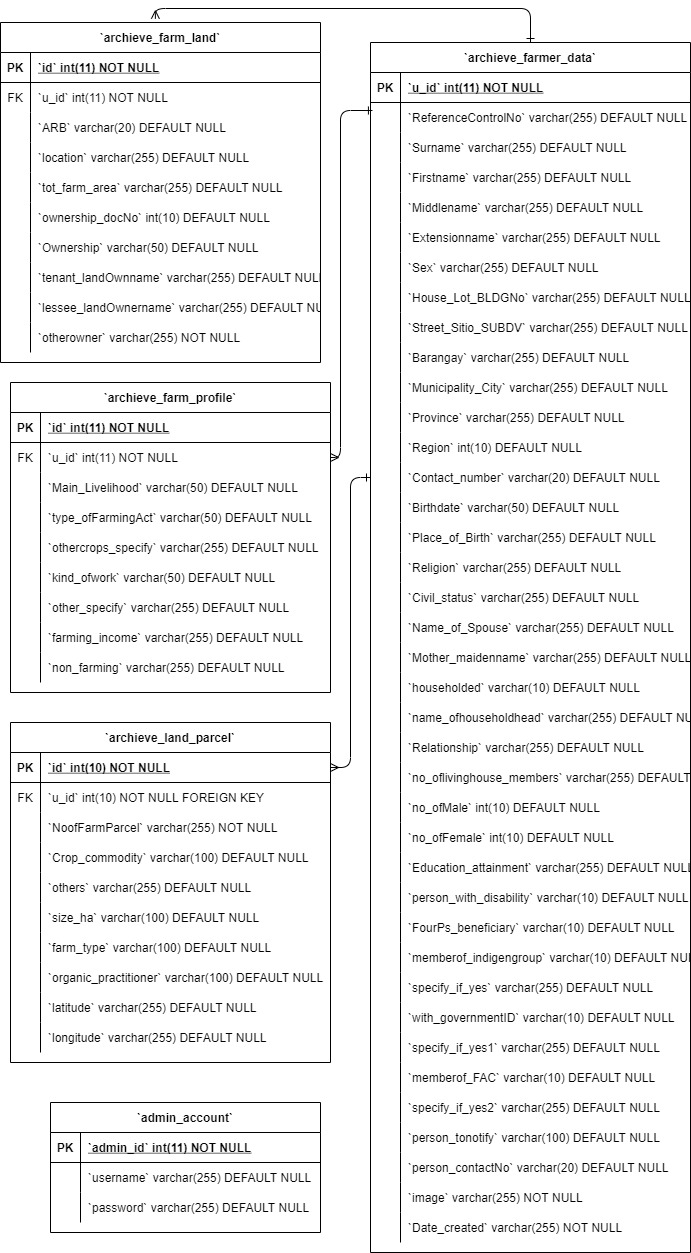 `archieve_farm_land`
PK `id` int(11) NOT NULL
FK `u_id` int(11) NOT NULL
`ARB` varchar(20) DEFAULT NULL
`location` varchar(255) DEFAULT NULL
`tot_farm_area` varchar(255) DEFAULT NULL
`ownership_docNo` int(10) DEFAULT NULL
`Ownership` varchar(50) DEFAULT NULL
`tenant_landOwnname` varchar(255) DEFAULT NUL
`lessee_landOwnername` varchar(255) DEFAULT NU
`otherowner` varchar(255) NOT NULL
`archieve_farm_profile`
PK `id` int(11) NOT NULL
FK `u_id` int(11) NOT NULL
`Main_Livelihood` varchar(50) DEFAULT NULL
`type_ofFarmingAct` varchar(50) DEFAULT NULL
`othercrops_specify` varchar(255) DEFAULT NULL
`kind_ofwork` varchar(50) DEFAULT NULL
`other_specify` varchar(255) DEFAULT NULL
`farming_income` varchar(255) DEFAULT NULL
`non_farming` varchar(255) DEFAULT NULL
`archieve_land_parcel`
PK `id` int(10) NOT NULL
FK `u_id` int(10) NOT NULL FOREIGN KEY
`NoofFarmParcel` varchar(255) NOT NULL
`Crop_commodity` varchar(100) DEFAULT NULL
`others` varchar(255) DEFAULT NULL
`size_ha` varchar(100) DEFAULT NULL
`farm_type` varchar(100) DEFAULT NULL
`organic_practitioner` varchar(100) DEFAULT NULL
`latitude` varchar(255) DEFAULT NULL
`longitude` varchar(255) DEFAULT NULL
`admin_account`
PK `admin_id` int(11) NOT NULL
`username` varchar(255) DEFAULT NULL
`password` varchar(255) DEFAULT NULL
`archieve_farmer_data`
PK `u_id` int(11) NOT NULL
`ReferenceControlNo` varchar(255) DEFAULT NULL
`Surname` varchar(255) DEFAULT NULL
`Firstname` varchar(255) DEFAULT NULL
`Middlename` varchar(255) DEFAULT NULL
`Extensionname` varchar(255) DEFAULT NULL
`Sex` varchar(255) DEFAULT NULL
`House_Lot_BLDGNo` varchar(255) DEFAULT NULL
`Street_Sitio_SUBDV` varchar(255) DEFAULT NULL
`Barangay` varchar(255) DEFAULT NULL
`Municipality_City` varchar(255) DEFAULT NULL
`Province` varchar(255) DEFAULT NULL
`Region` int(10) DEFAULT NULL
`Contact_number` varchar(20) DEFAULT NULL
`Birthdate` varchar(50) DEFAULT NULL
`Place_of_Birth` varchar(255) DEFAULT NULL
`Religion` varchar(255) DEFAULT NULL
`Civil_status` varchar(255) DEFAULT NULL
`Name_of_Spouse` varchar(255) DEFAULT NULL
`Mother_maidenname` varchar(255) DEFAULT NULL
`householded` varchar(10) DEFAULT NULL
`name_ofhouseholdhead` varchar(255) DEFAULT NU
`Relationship` varchar(255) DEFAULT NULL
`no_oflivinghouse_members` varchar(255) DEFAULT
`no_ofMale` int(10) DEFAULT NULL
`no_ofFemale` int(10) DEFAULT NULL
`Education_attainment` varchar(255) DEFAULT NULL
`person_with_disability` varchar(10) DEFAULT NULL
`FourPs_beneficiary` varchar(10) DEFAULT NULL
`memberof_indigengroup` varchar(10) DEFAULT NU
`specify_if_yes` varchar(255) DEFAULT NULL
`with_governmentID` varchar(10) DEFAULT NULL
`specify_if_yes1` varchar(255) DEFAULT NULL
`memberof_FAC` varchar(10) DEFAULT NULL
`specify_if_yes2` varchar(255) DEFAULT NULL
`person_tonotify` varchar(100) DEFAULT NULL
`person_contactNo` varchar(20) DEFAULT NULL
`image` varchar(255) NOT NULL
`Date_created` varchar(255) NOT NULL